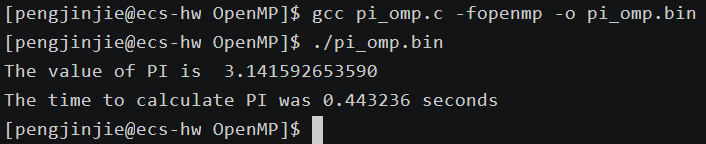 [pengjinjie@ecs-hw OpenMP]$ gcc pi_omp.c -fopenmp -o pi_omp.bin
[pengjinjie@ecs-hw OpenMP]$ ./pi_omp.bin
The value of PI is  3.141592653590
The time to calculate PI was 0.443236 seconds
[pengjinjie@ecs-hw OpenMP]$